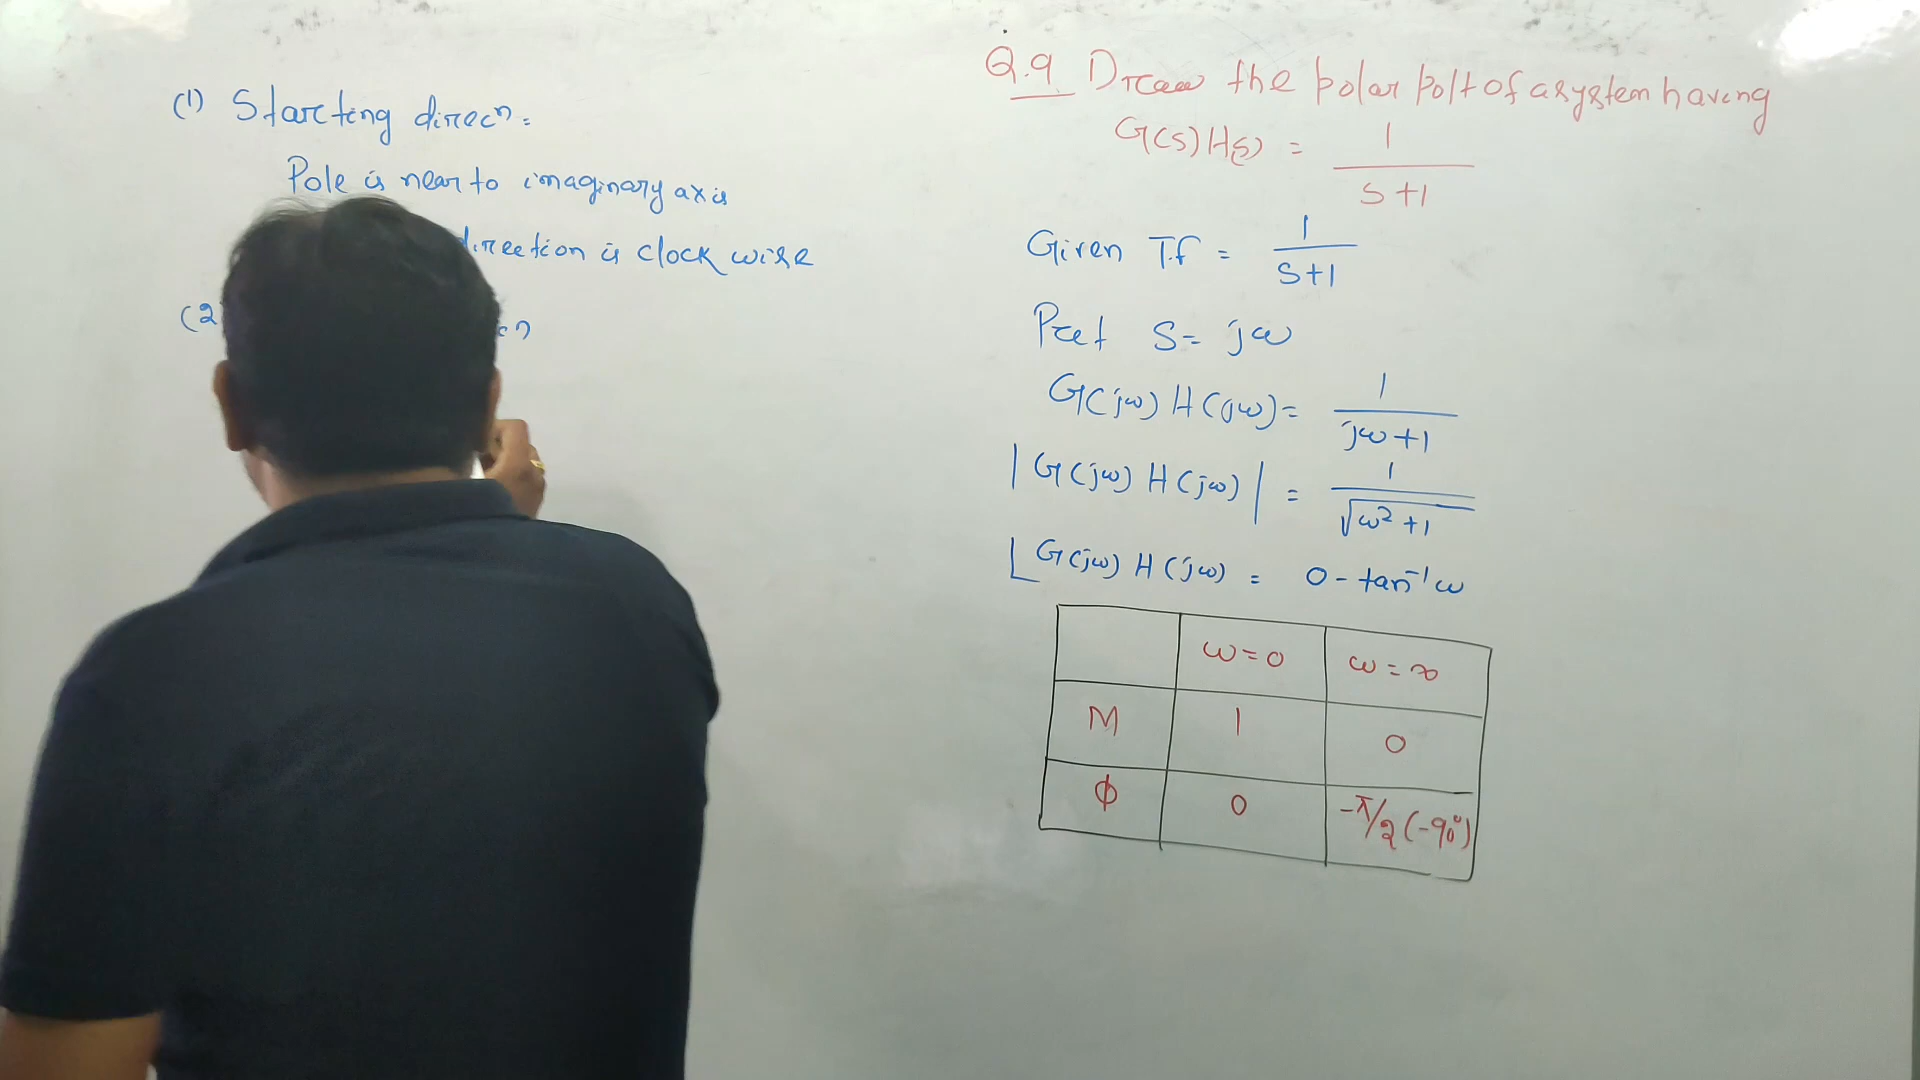 (1) Starting direcn:
Pole is near to imaginary axis
direction is clock wise
(2
Q.9 Draw the polar polt of a system having
G(s)H(s) = 1/(s+1)
Given T.f = 1/(s+1)
Put s = jω
G(jω) H(jω) = 1/(jω+1)
|G(jω) H(jω)| = 1/√(ω²+1)
∠G(jω) H(jω) = 0 - tan⁻¹ω
ω=0 ω=∞
M 1 0
ϕ 0 -π/2 (-90°)